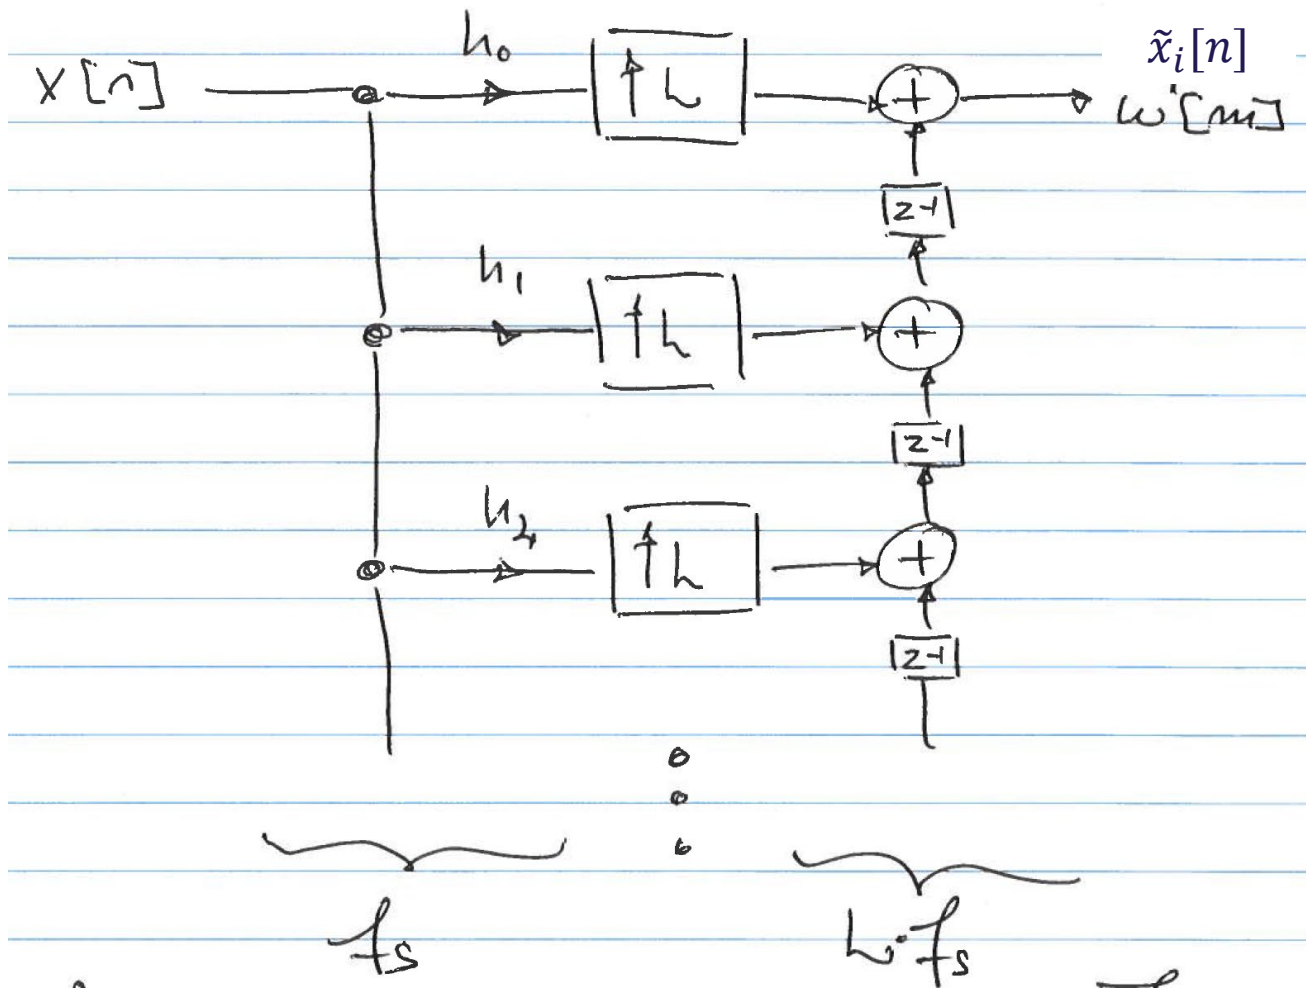 x̃ᵢ[n]
h₀
x[n] ↑ L + w'[m]
z⁻¹
h₁
↑ L +
z⁻¹
h₂
↑ L +
z⁻¹
fs L·fs